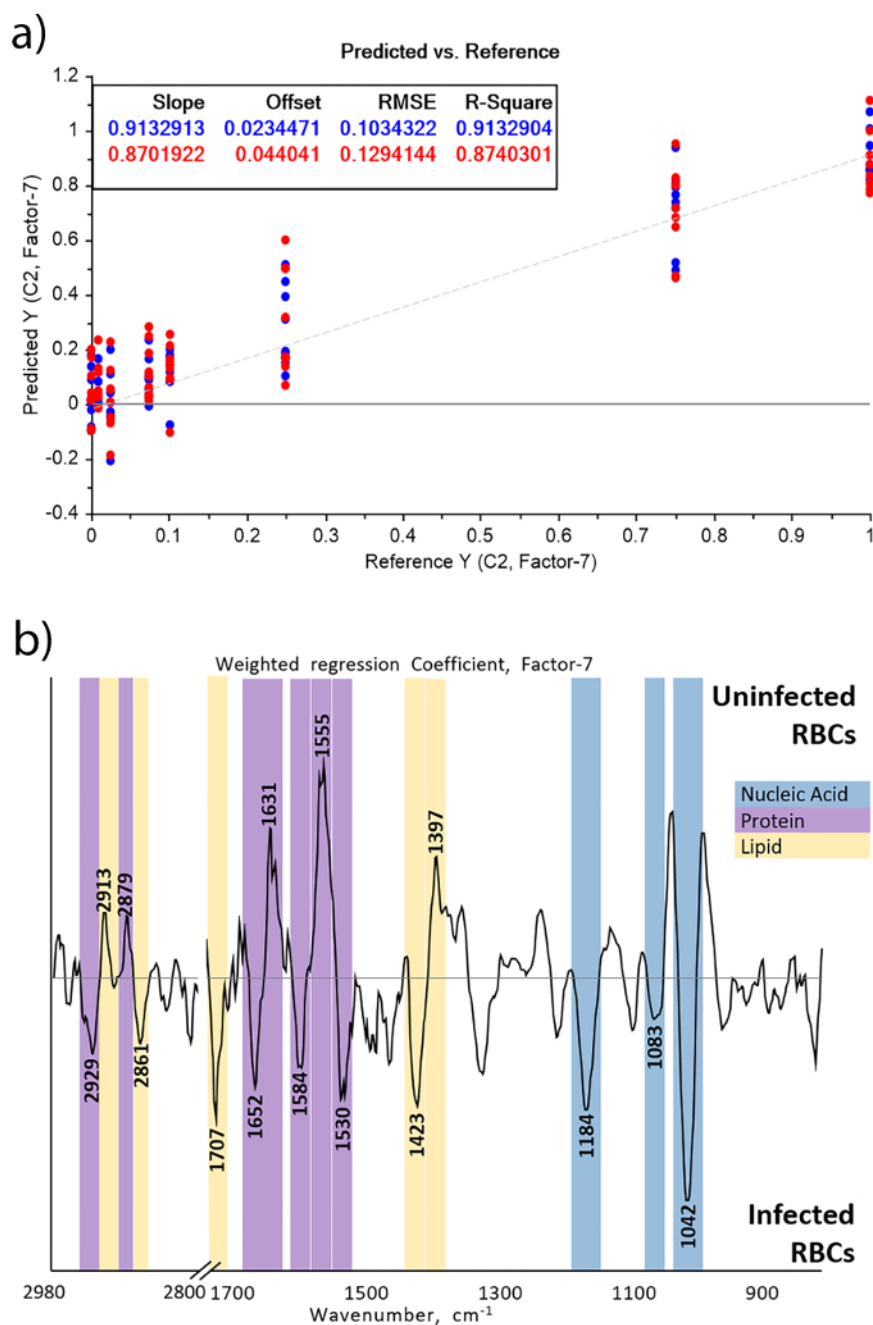 a)
Predicted vs. Reference
Slope Offset RMSE R-Square
0.9132913 0.0234471 0.1034322 0.9132904
0.8701922 0.044041 0.1294144 0.8740301
Predicted Y (C2, Factor-7)
1.2
1
0.8
0.6
0.4
0.2
0
-0.2
-0.4
0 0.1 0.2 0.3 0.4 0.5 0.6 0.7 0.8 0.9 1
Reference Y (C2, Factor-7)
b)
Weighted regression Coefficient, Factor-7
Uninfected
RBCs
Nucleic Acid
Protein
Lipid
2929
2913
2879
2861
1707
1652
1631
1584
1555
1530
1423
1397
1184
1083
1042
Infected
RBCs
2980 2800 1700 1500 1300 1100 900
Wavenumber, cm⁻¹